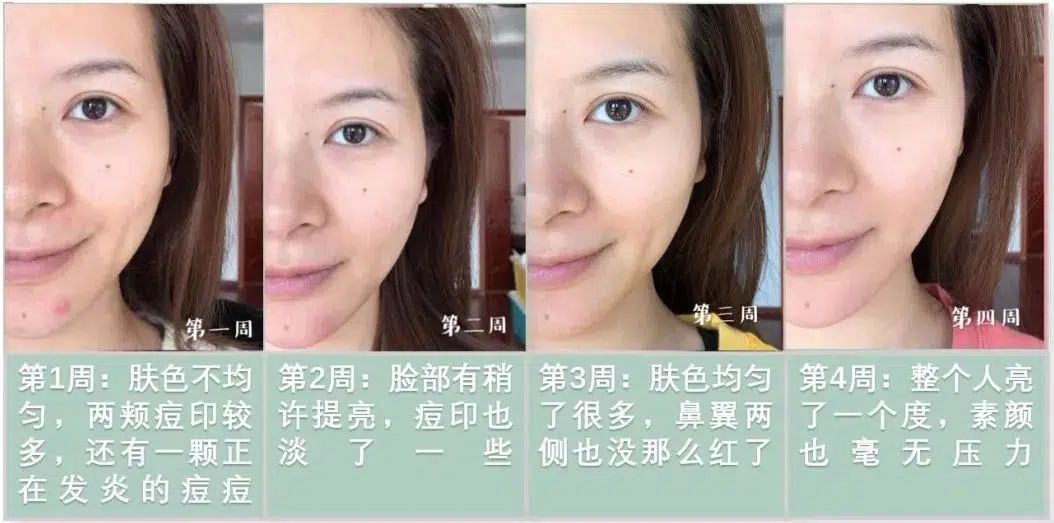 第一周
第二周
第三周
第四周
第1周：肤色不均
匀，两颊痘印较
多，还有一颗正
在发炎的痘痘
第2周：脸部有稍
许提亮，痘印也
淡了一些
第3周：肤色均匀
了很多，鼻翼两
侧也没那么红了
第4周：整个人亮
了一个度，素颜
也毫无压力